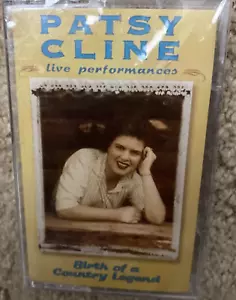 PATSY
CLINE
live performances
Birth of a
Country Legend